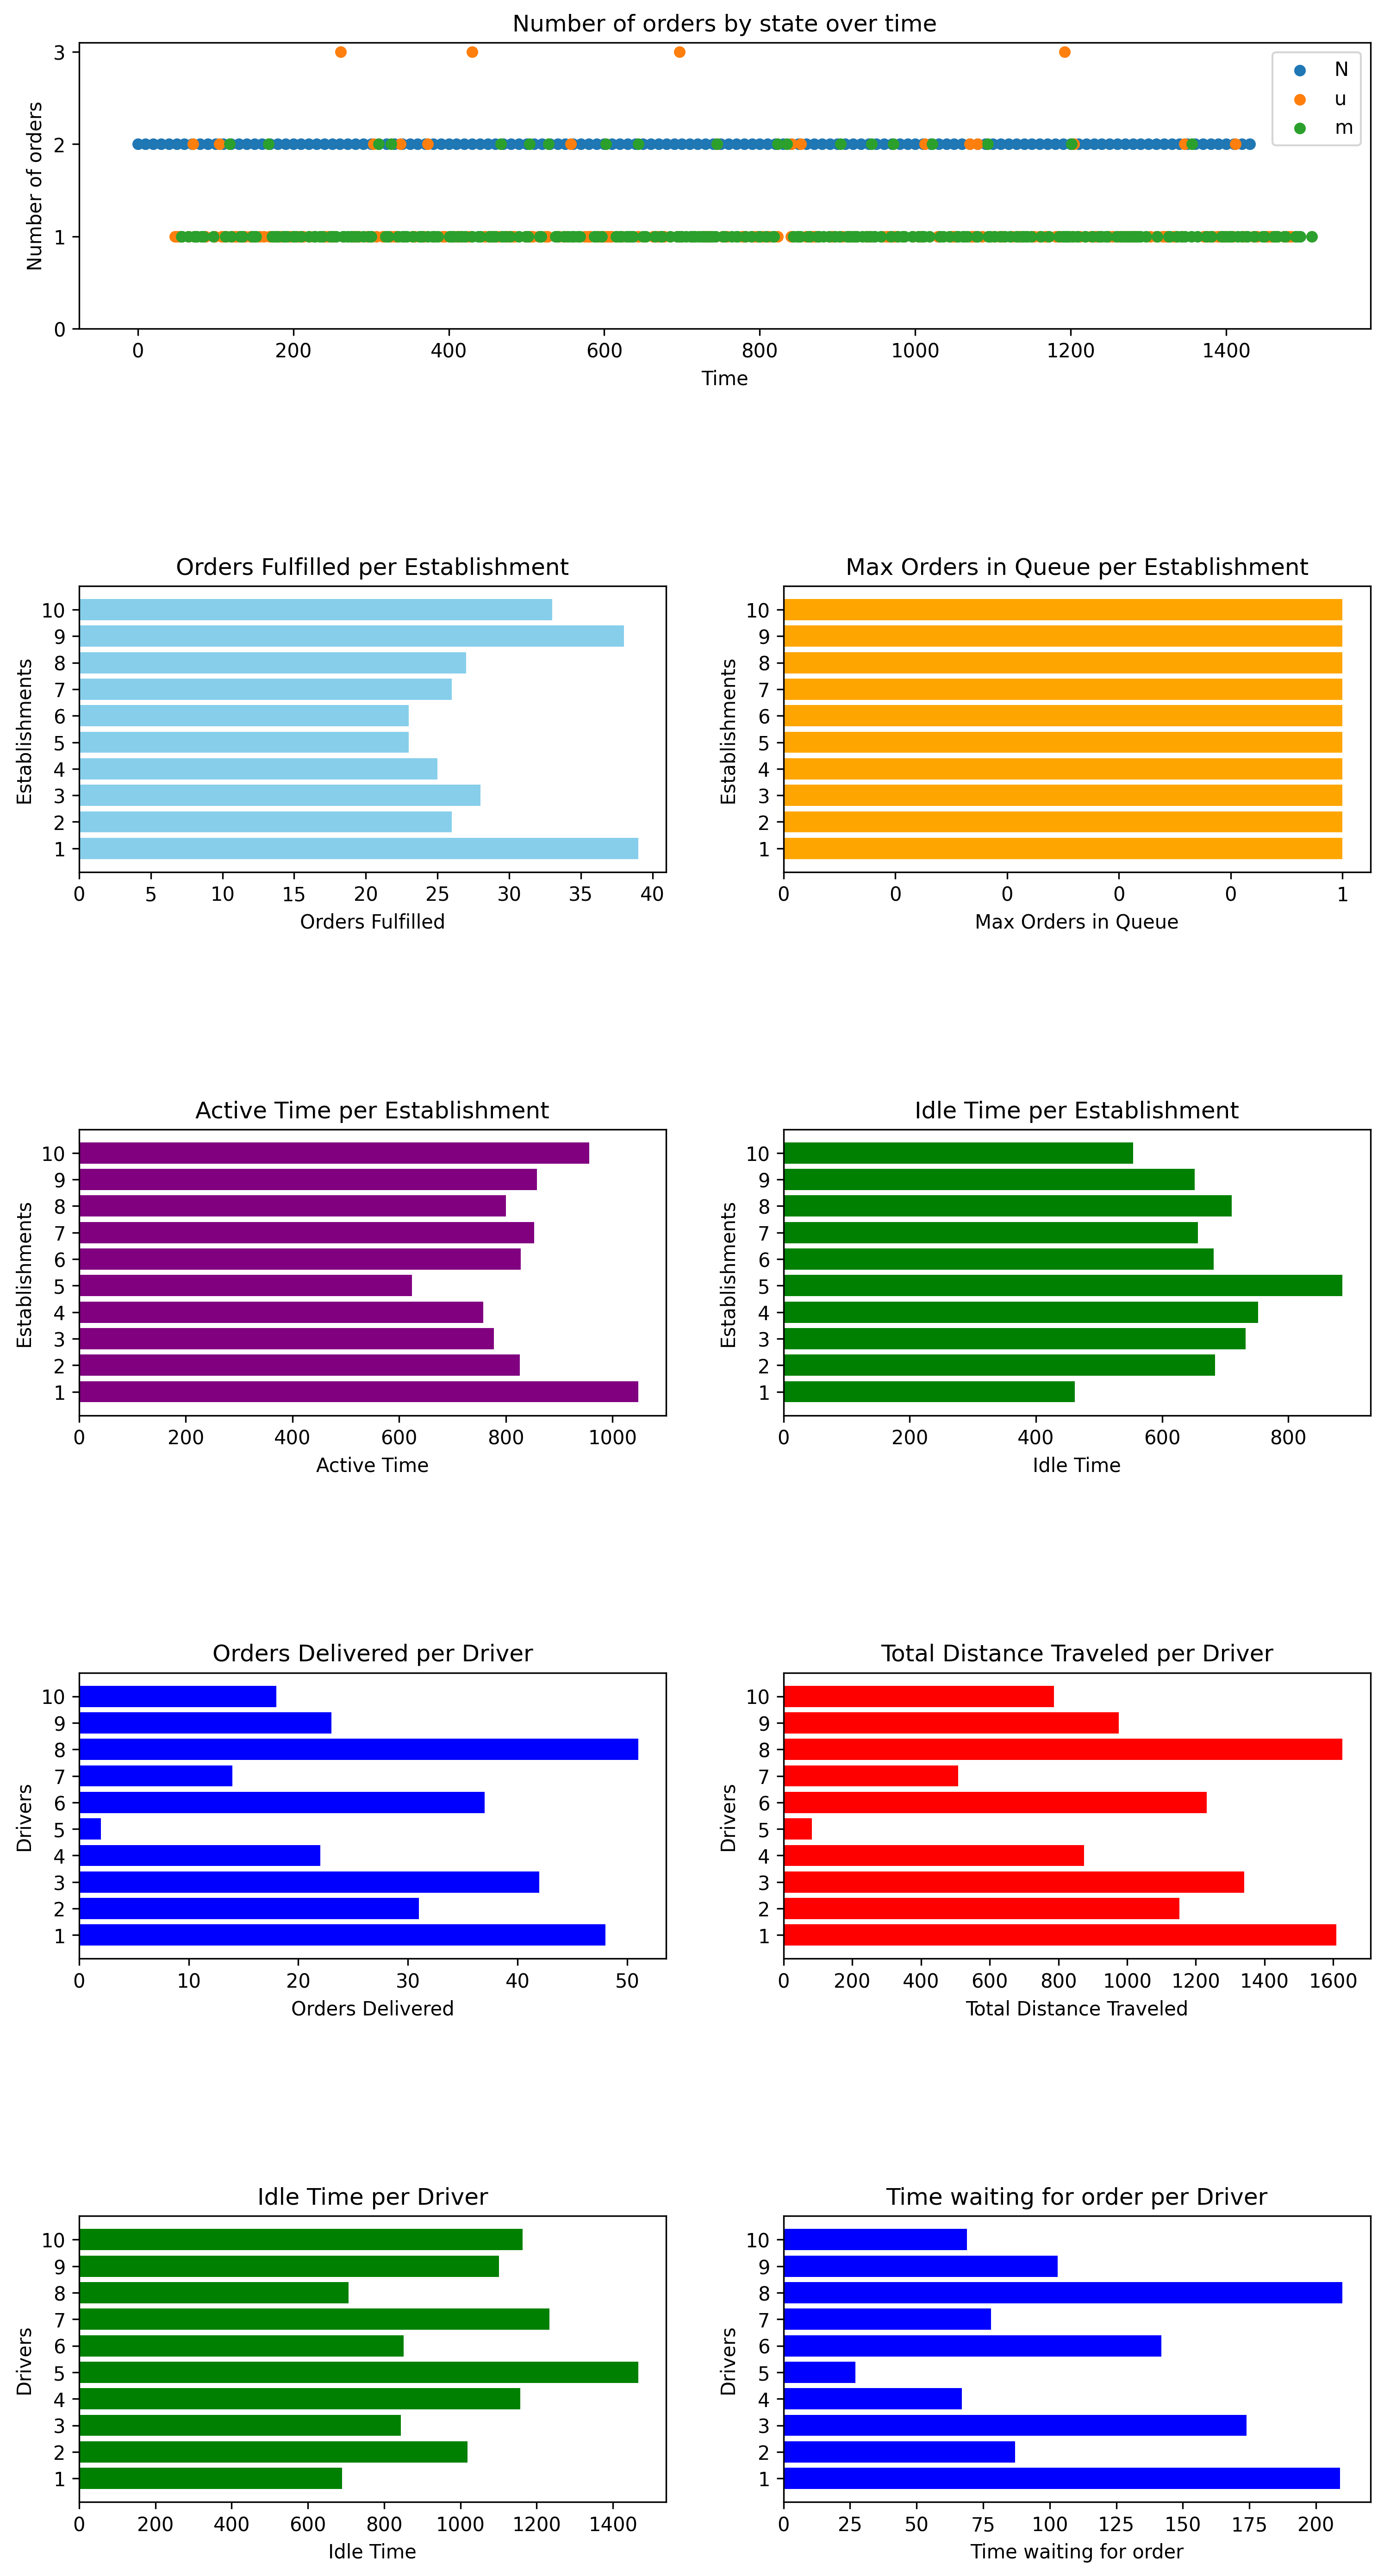 Number of orders by state over time
3
2
1
0
Number of orders
N
u
m
0 200 400 600 800 1000 1200 1400
Time
Orders Fulfilled per Establishment
10
9
8
7
6
5
4
3
2
1
Establishments
0 5 10 15 20 25 30 35 40
Orders Fulfilled
Max Orders in Queue per Establishment
10
9
8
7
6
5
4
3
2
1
Establishments
0 0 0 0 0 1
Max Orders in Queue
Active Time per Establishment
10
9
8
7
6
5
4
3
2
1
Establishments
0 200 400 600 800 1000
Active Time
Idle Time per Establishment
10
9
8
7
6
5
4
3
2
1
Establishments
0 200 400 600 800
Idle Time
Orders Delivered per Driver
10
9
8
7
6
5
4
3
2
1
Drivers
0 10 20 30 40 50
Orders Delivered
Total Distance Traveled per Driver
10
9
8
7
6
5
4
3
2
1
Drivers
0 200 400 600 800 1000 1200 1400 1600
Total Distance Traveled
Idle Time per Driver
10
9
8
7
6
5
4
3
2
1
Drivers
0 200 400 600 800 1000 1200 1400
Idle Time
Time waiting for order per Driver
10
9
8
7
6
5
4
3
2
1
Drivers
0 25 50 75 100 125 150 175 200
Time waiting for order